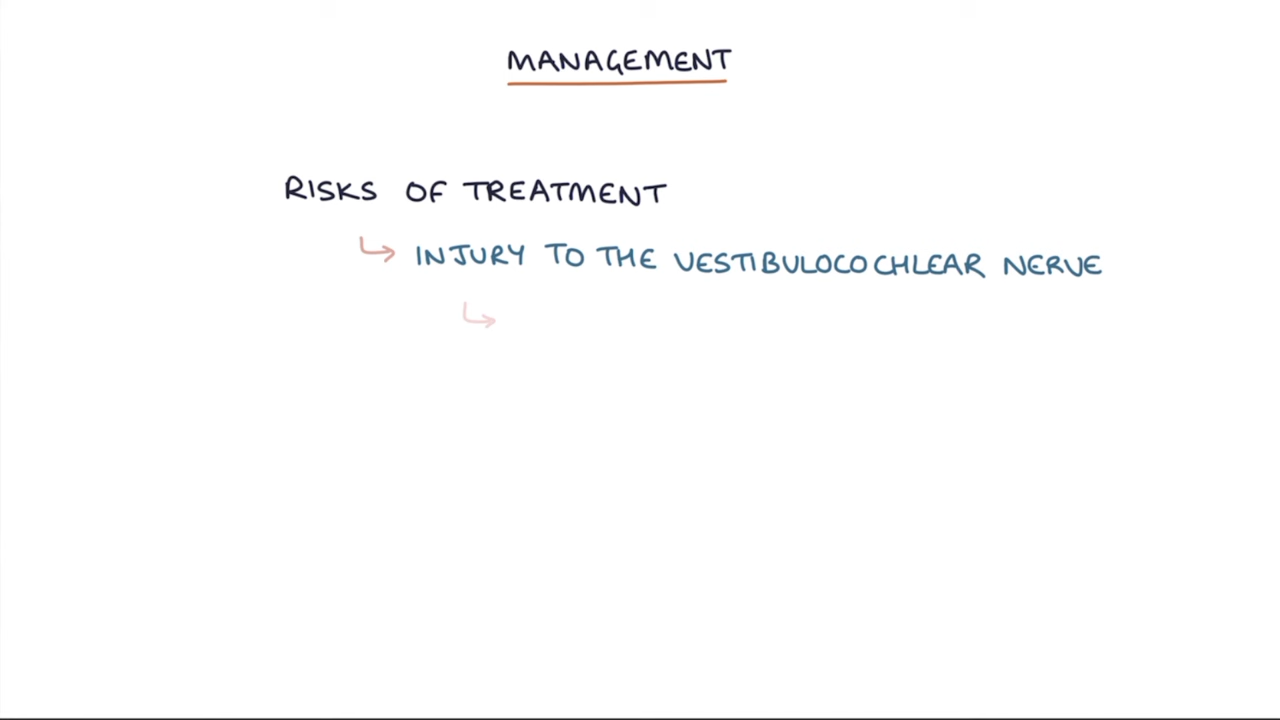 MANAGEMENT
RISKS OF TREATMENT
INJURY TO THE VESTIBULOCOCHLEAR NERVE